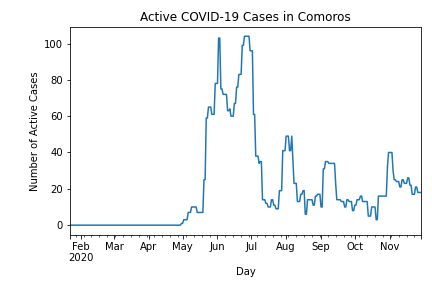 Active COVID-19 Cases in Comoros
Number of Active Cases
100
80
60
40
20
0
Feb Mar Apr May Jun Jul Aug Sep Oct Nov
2020
Day